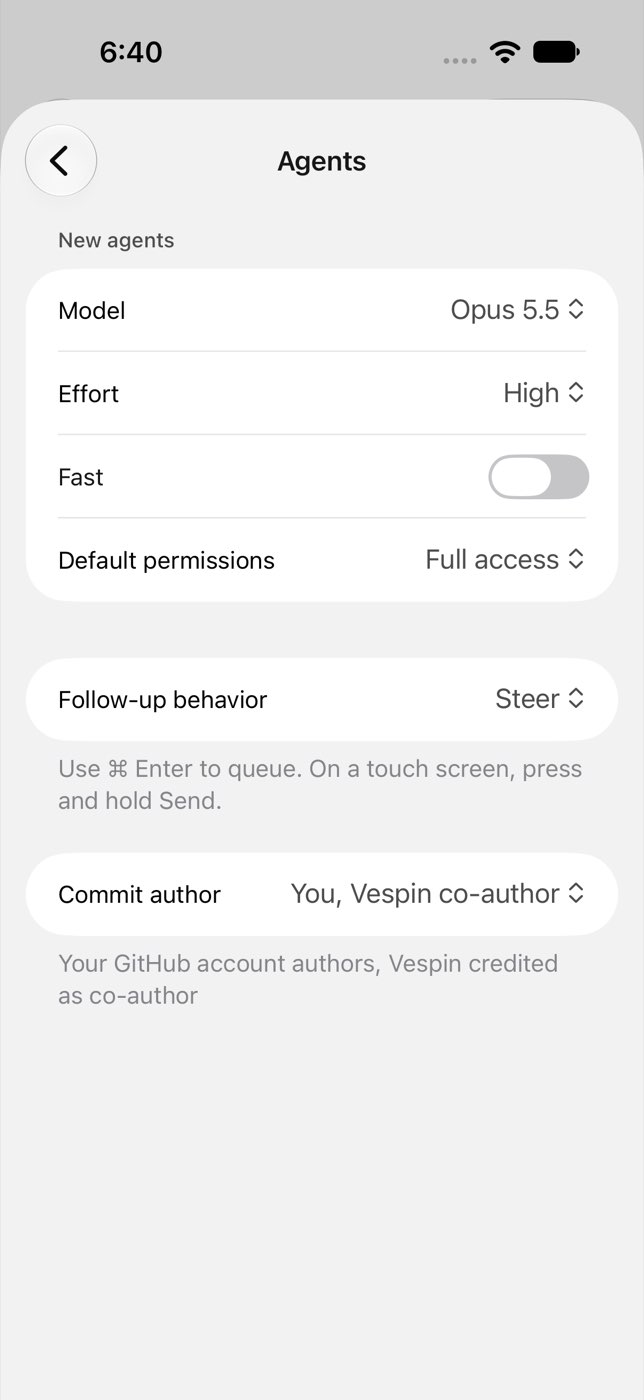 6:40
Agents
New agents
Model
Opus 5.5
Effort
High
Fast
Default permissions
Full access
Follow-up behavior
Steer
Use ⌘ Enter to queue. On a touch screen, press
and hold Send.
Commit author
You, Vespin co-author
Your GitHub account authors, Vespin credited
as co-author